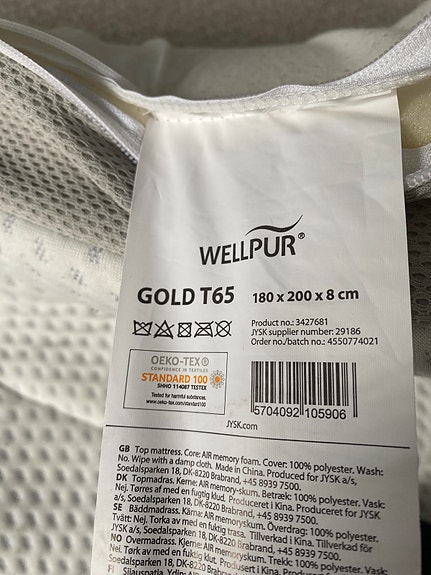 WELLPUR®
GOLD T65 180 x 200 x 8 cm
Product no.: 3427681
JYSK supplier number: 29186
Order no./batch no.: 4550774021
OEKO-TEX®
CONFIDENCE IN TEXTILES
STANDARD 100
SHHO 114087 TESTEX
Tested for harmful substances.
www.oeko-tex.com/standard100
5704092 105906
JYSK.com
GB Top mattress. Core: AIR memory foam. Cover: 100% polyester. Wash:
No. Wipe with a damp cloth. Made in China. Produced for JYSK a/s,
Soedalsparken 18, DK-8220 Brabrand, +45 8939 7500.
DK Topmadras. Kerne: AIR memory-skum. Betræk: 100% polyester. Vask:
Nej. Tørres af med en fugtig klud. Produceret i Kina. Produceret for JYSK
a/s, Soedalsparken 18, DK-8220 Brabrand, +45 8939 7500.
SE Bäddmadrass. Kärna: AIR memoryskum. Överdrag: 100% polyester.
Tvätt: Nej. Torka av med en fuktig trasa. Tillverkad i Kina. Tillverkad för
JYSK a/s, Soedalsparken 18, DK-8220 Brabrand, +45 8939 7500.
NO Overmadrass. Kjerne: AIR memoryskum. Trekk: 100% polyester. Vask:
Nej. Tørk av med en fuktig klut. Produsert i Kina. Produsert for JYSK
a/s, Soedalsparken 18, DK-8220 Brabrand, +45 8939 7500.
FI Sijauspatja. Ydin: AIR